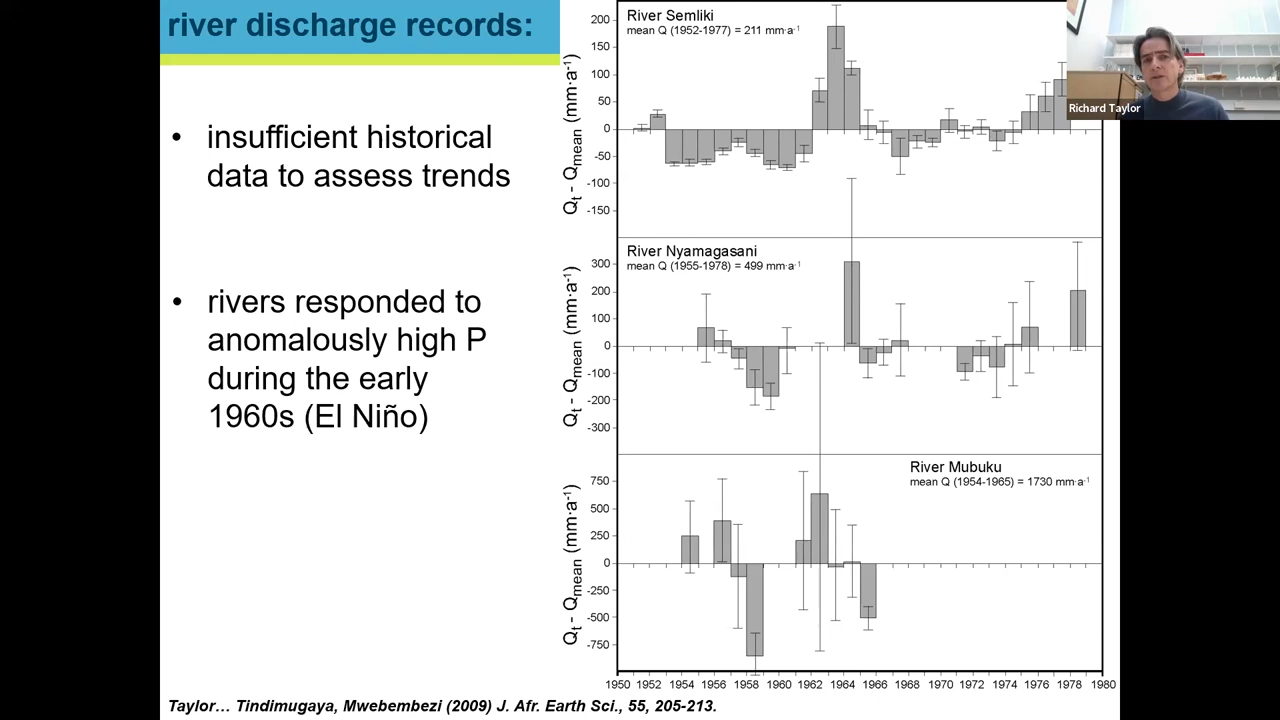 river discharge records:
• insufficient historical
data to assess trends
• rivers responded to
anomalously high P
during the early
1960s (El Niño)
Taylor… Tindimugaya, Mwebembezi (2009) J. Afr. Earth Sci., 55, 205-213.
River Semliki
mean Q (1952-1977) = 211 mm·a⁻¹
Qt - Qmean (mm·a⁻¹)
200
150
100
50
0
-50
-100
-150
River Nyamagasani
mean Q (1955-1978) = 499 mm·a⁻¹
Qt - Qmean (mm·a⁻¹)
300
200
100
0
-100
-200
-300
River Mubuku
mean Q (1954-1965) = 1730 mm·a⁻¹
Qt - Qmean (mm·a⁻¹)
750
500
250
0
-250
-500
-750
1950 1952 1954 1956 1958 1960 1962 1964 1966 1968 1970 1972 1974 1976 1978 1980
Richard Taylor